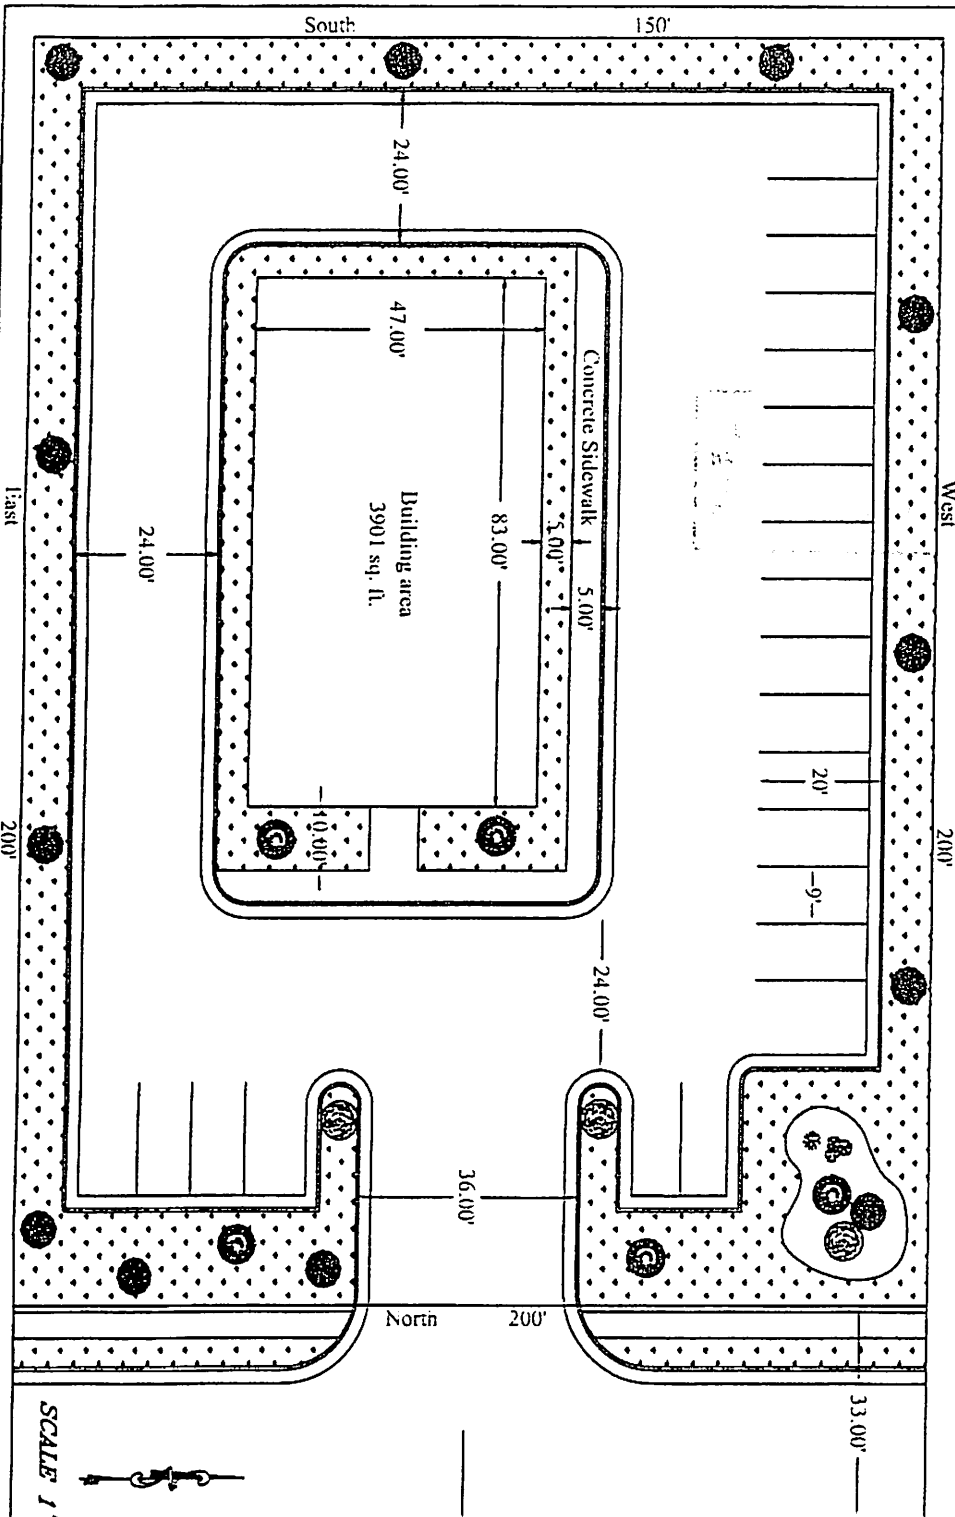 South 150'
24.00'
47.00'
Concrete Sidewalk
83.00'
5.00'
5.00'
Building area
3901 sq. ft.
West
East
24.00'
20'
200'
200'
10.00'
9'
24.00'
36.00'
North 200'
33.00'
SCALE 1